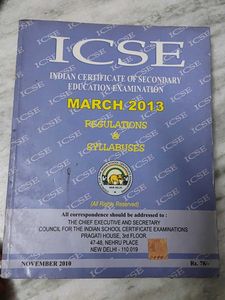 ICSE
INDIAN CERTIFICATE OF SECONDARY
EDUCATION EXAMINATION
MARCH 2013
REGULATIONS
&
SYLLABUSES
(All Rights Reserved)
All correspondence should be addressed to :
THE CHIEF EXECUTIVE AND SECRETARY
COUNCIL FOR THE INDIAN SCHOOL CERTIFICATE EXAMINATIONS
PRAGATI HOUSE, 3rd FLOOR
47-48, NEHRU PLACE
NEW DELHI - 110 019
NOVEMBER 2010